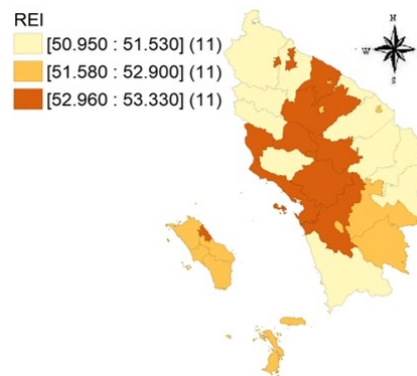 REI
[50.950 : 51.530] (11)
[51.580 : 52.900] (11)
[52.960 : 53.330] (11)
N
W
E
S